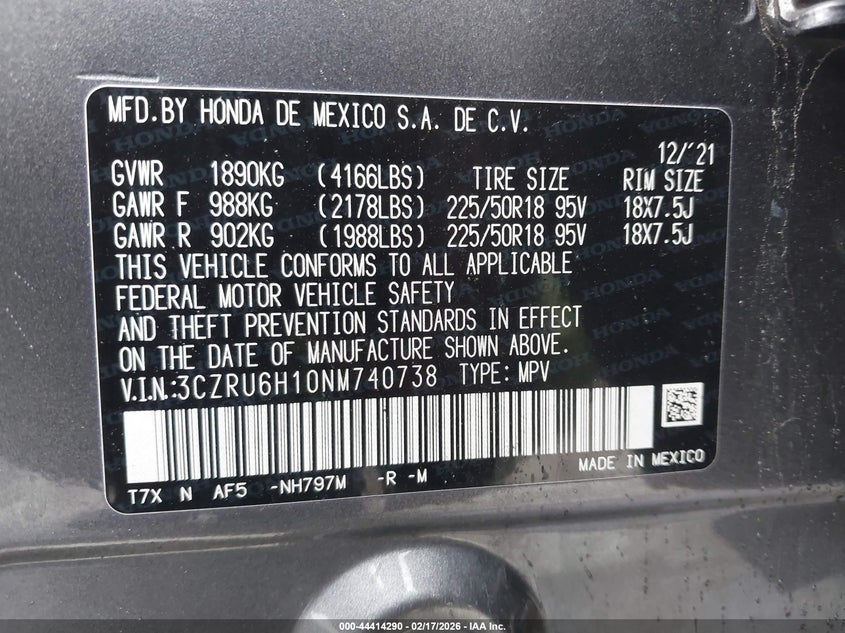 MFD.BY HONDA DE MEXICO S.A. DE C.V.
12/'21
GVWR 1890KG (4166LBS) TIRE SIZE RIM SIZE
GAWR F 988KG (2178LBS) 225/50R18 95V 18X7.5J
GAWR R 902KG (1988LBS) 225/50R18 95V 18X7.5J
THIS VEHICLE CONFORMS TO ALL APPLICABLE
FEDERAL MOTOR VEHICLE SAFETY
AND THEFT PREVENTION STANDARDS IN EFFECT
ON THE DATE OF MANUFACTURE SHOWN ABOVE.
V.I.N.:3CZRU6H10NM740738 TYPE: MPV
MADE IN MEXICO
T7X N AF5 -NH797M -R -M
000-44414290 - 02/17/2026 - IAA Inc.